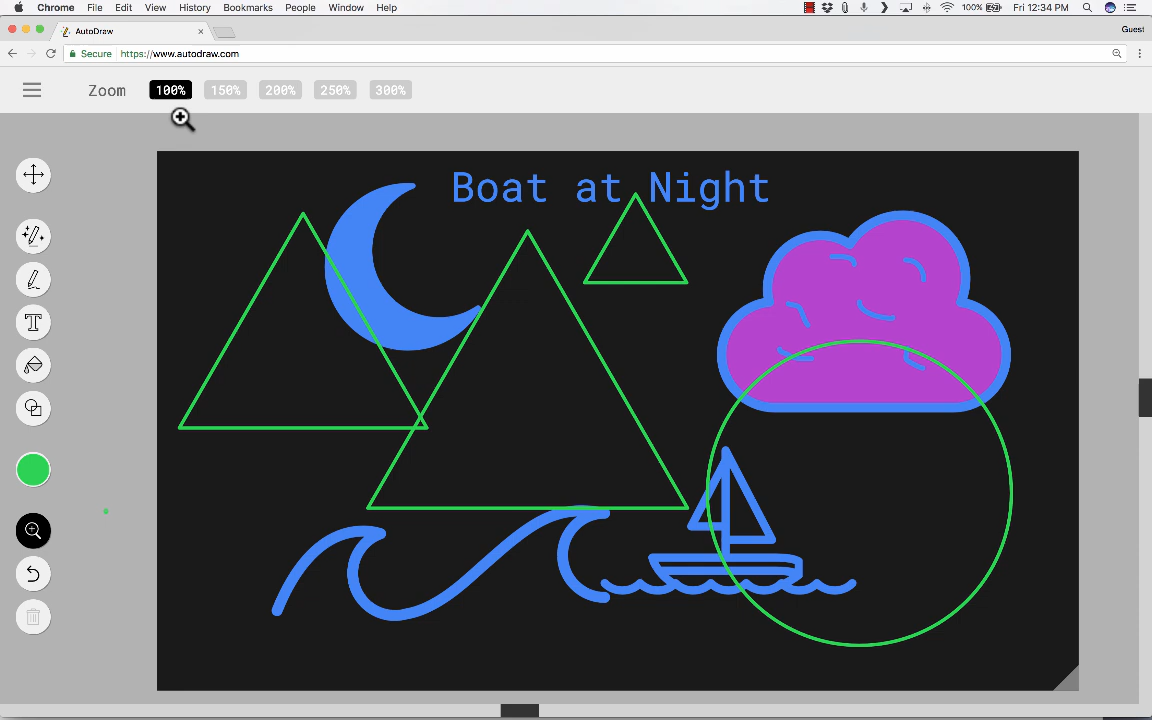 Chrome File Edit View History Bookmarks People Window Help 100% Fri 12:34 PM
AutoDraw
Guest
Secure https://www.autodraw.com
Zoom 100% 150% 200% 250% 300%
Boat at Night
T